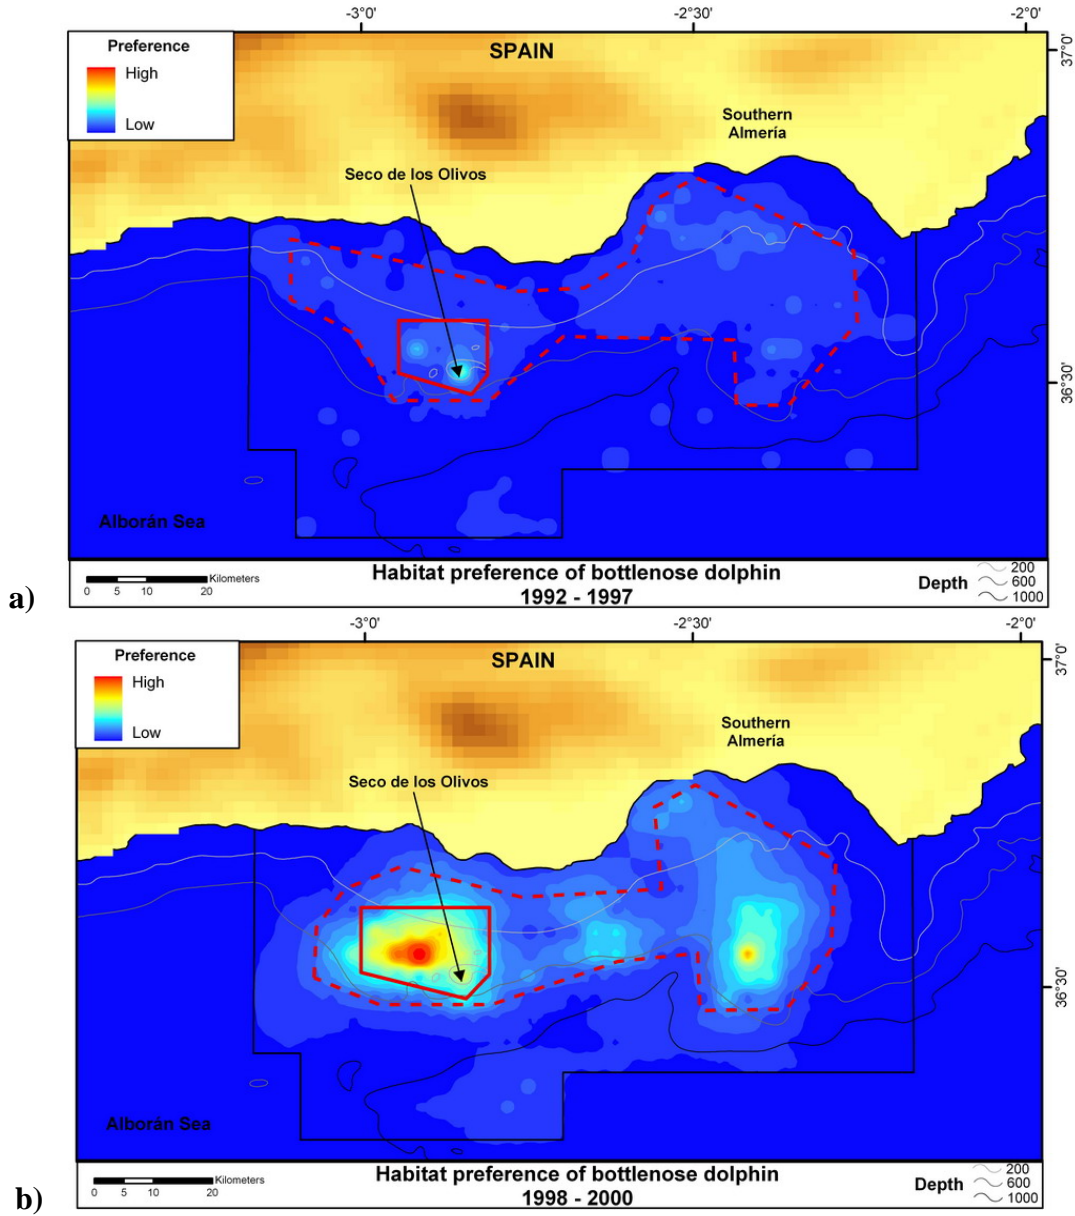 -3°0'
-2°30'
-2°0'
Preference
High
Low
SPAIN
37°0'
Southern
Almería
Seco de los Olivos
36°30'
Alborán Sea
0 5 10 20 Kilometers
Habitat preference of bottlenose dolphin
1992 - 1997
Depth
200
600
1000
a)
-3°0'
-2°30'
-2°0'
Preference
High
Low
SPAIN
37°0'
Southern
Almería
Seco de los Olivos
36°30'
Alborán Sea
0 5 10 20 Kilometers
Habitat preference of bottlenose dolphin
1998 - 2000
Depth
200
600
1000
b)